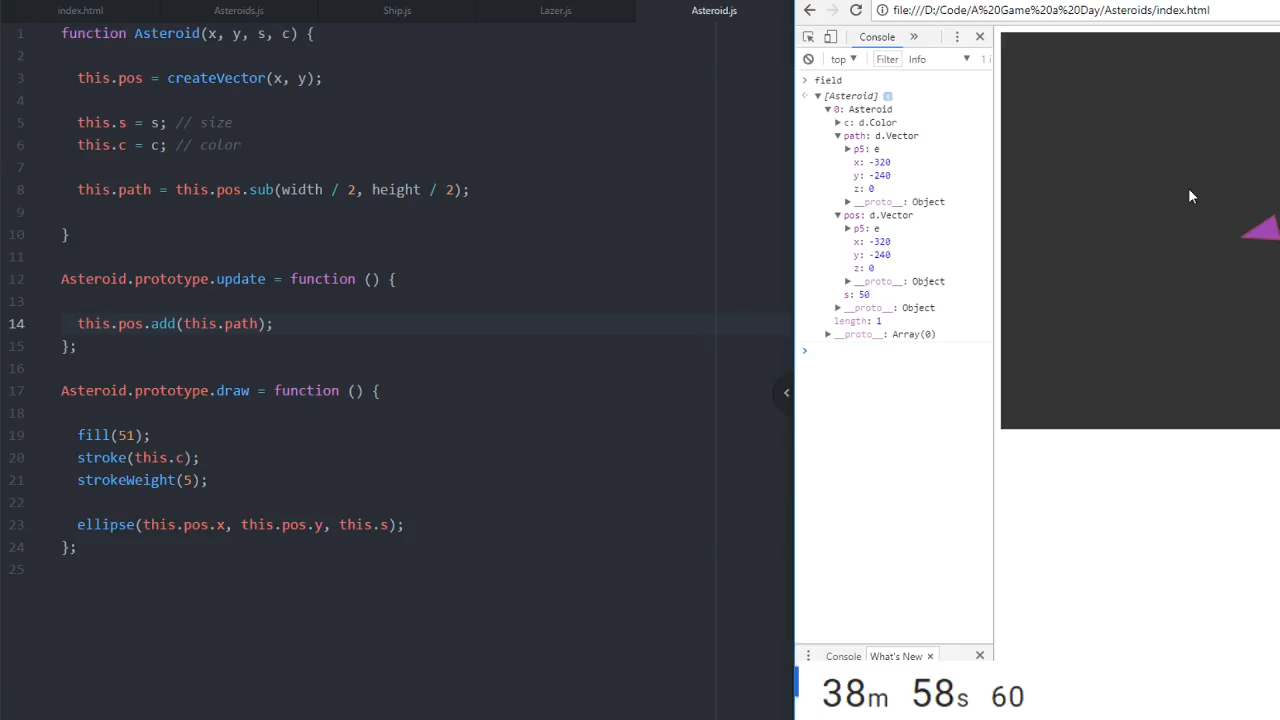 index.html Asteroids.js Ship.js Lazer.js Asteroid.js
1 function Asteroid(x, y, s, c) {
2
3 this.pos = createVector(x, y);
4
5 this.s = s; // size
6 this.c = c; // color
7
8 this.path = this.pos.sub(width / 2, height / 2);
9
10 }
11
12 Asteroid.prototype.update = function () {
13
14 this.pos.add(this.path);
15 };
16
17 Asteroid.prototype.draw = function () {
18
19 fill(51);
20 stroke(this.c);
21 strokeWeight(5);
22
23 ellipse(this.pos.x, this.pos.y, this.s);
24 };
25
file:///D:/Code/A%20Game%20a%20Day/Asteroids/index.html
Console »
top ▼ Filter Info ▼ 1 i
> field
[Asteroid] i
0: Asteroid
c: d.Color
path: d.Vector
p5: e
x: -320
y: -240
z: 0
__proto__: Object
pos: d.Vector
p5: e
x: -320
y: -240
z: 0
__proto__: Object
s: 50
__proto__: Object
length: 1
__proto__: Array(0)
>
Console What's New ×
38m 58s 60